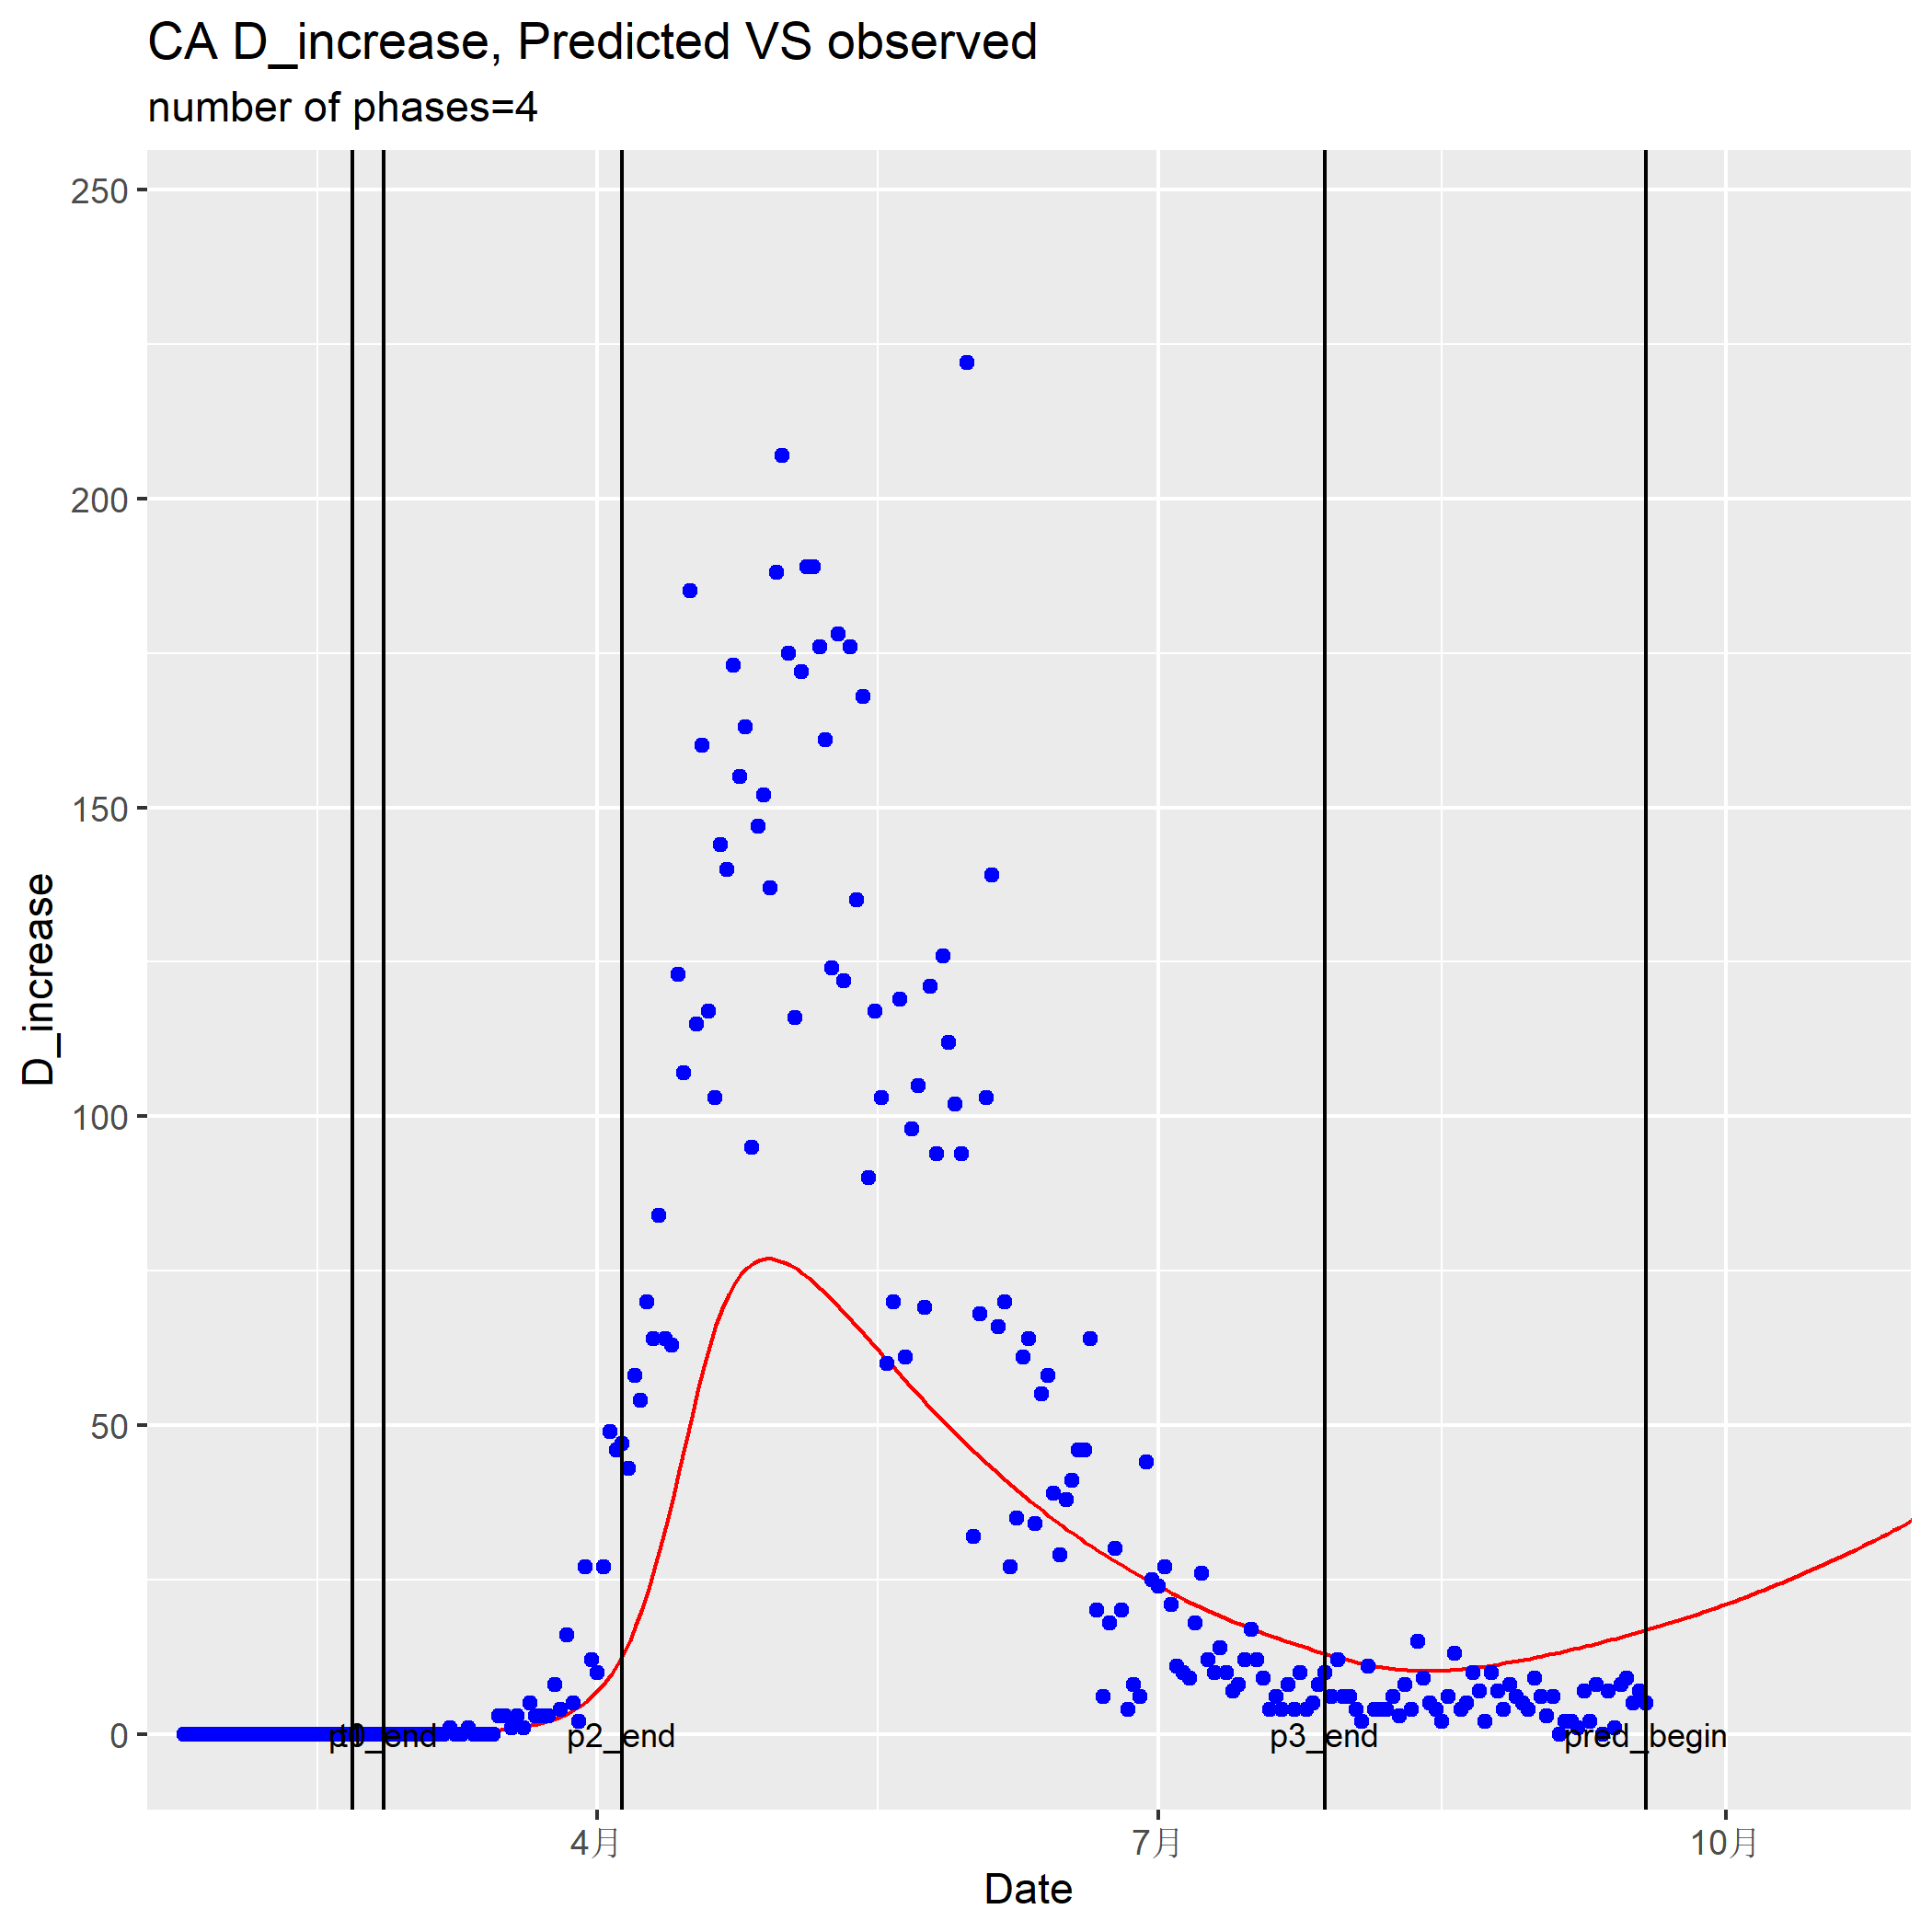 CA D_increase, Predicted VS observed
number of phases=4
250
200
150
100
50
0
D_increase
p2_end
p3_end
pred_begin
4月
7月
10月
Date